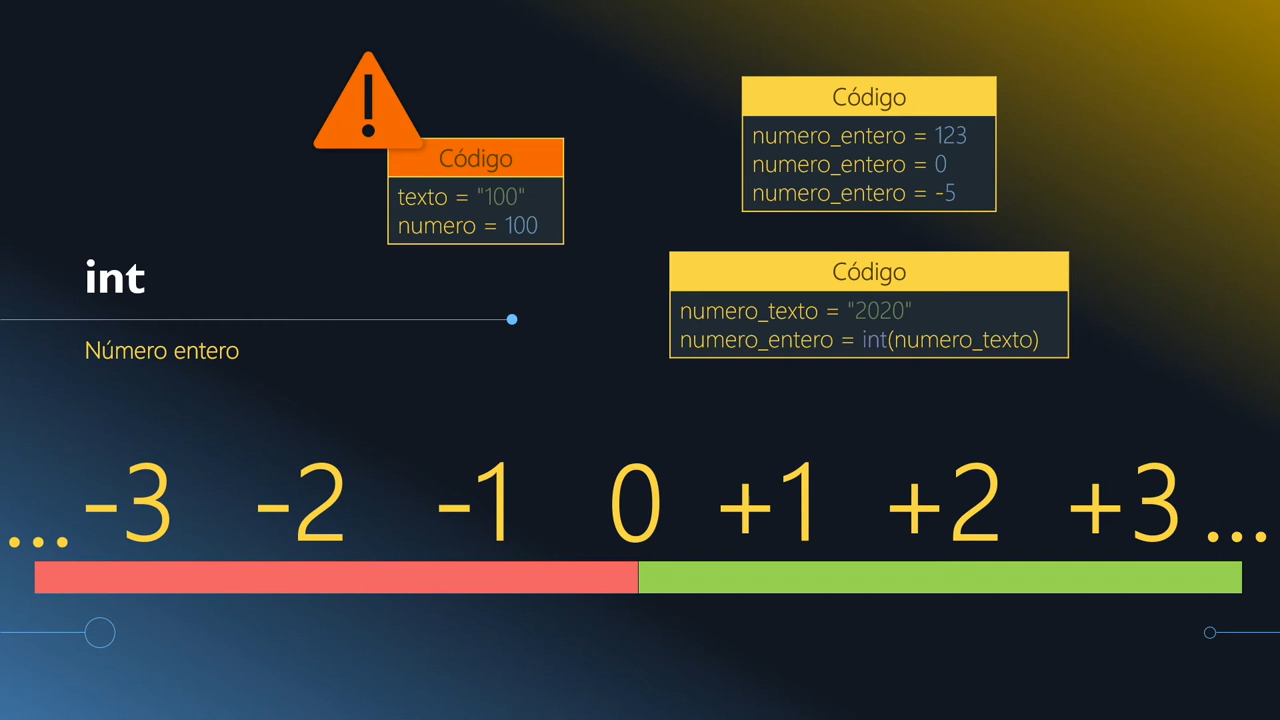 Código
texto = "100"
numero = 100
Código
numero_entero = 123
numero_entero = 0
numero_entero = -5
int
Número entero
Código
numero_texto = "2020"
numero_entero = int(numero_texto)
... -3 -2 -1 0 +1 +2 +3 ...